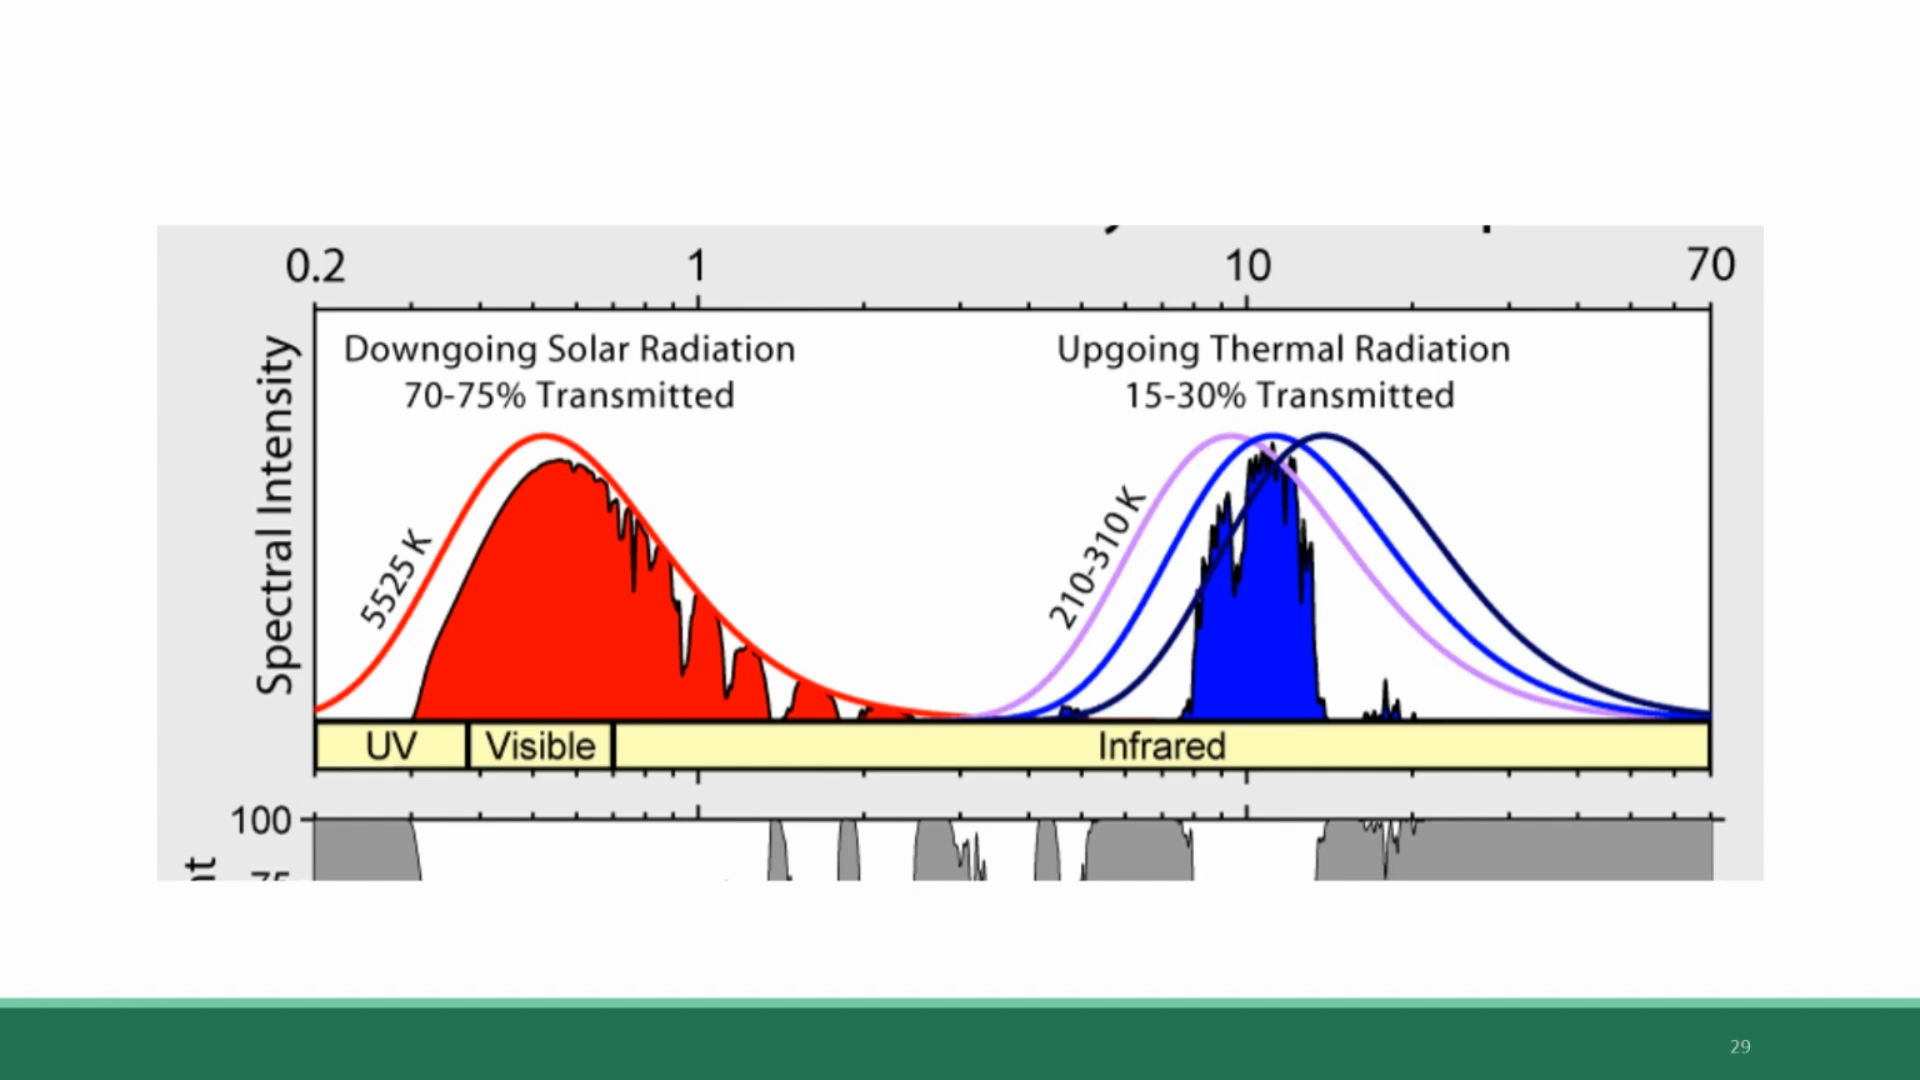 0.2 1 10 70
Downgoing Solar Radiation
70-75% Transmitted
Upgoing Thermal Radiation
15-30% Transmitted
Spectral Intensity
5525 K
210-310 K
UV Visible Infrared
100
75
29